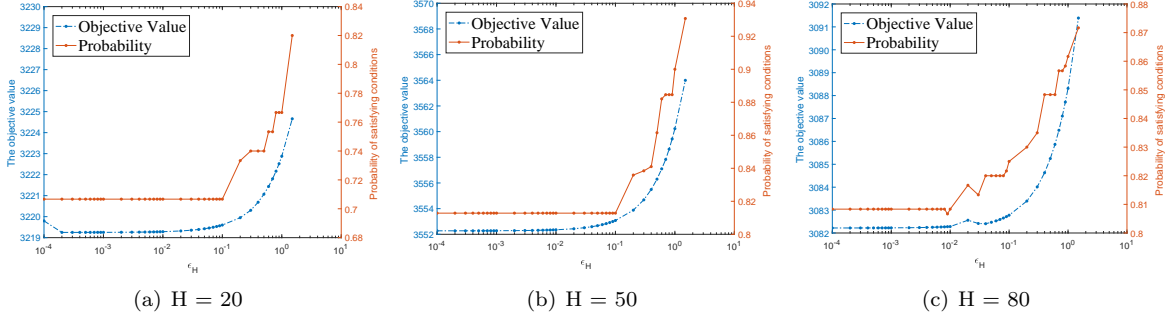 Objective Value
Probability
The objective value
3230
3229
3228
3227
3226
3225
3224
3223
3222
3221
3220
3219
0.84
0.82
0.8
0.78
0.76
0.74
0.72
0.7
0.68
Probability of satisfying conditions
10^-4 10^-3 10^-2 10^-1 10^0 10^1
ϵ_H
(a) H = 20
Objective Value
Probability
The objective value
3570
3568
3566
3564
3562
3560
3558
3556
3554
3552
0.94
0.92
0.9
0.88
0.86
0.84
0.82
0.8
Probability of satisfying conditions
10^-4 10^-3 10^-2 10^-1 10^0 10^1
ϵ_H
(b) H = 50
Objective Value
Probability
The objective value
3092
3091
3090
3089
3088
3087
3086
3085
3084
3083
3082
0.88
0.87
0.86
0.85
0.84
0.83
0.82
0.81
0.8
Probability of satisfying conditions
10^-4 10^-3 10^-2 10^-1 10^0 10^1
ϵ_H
(c) H = 80